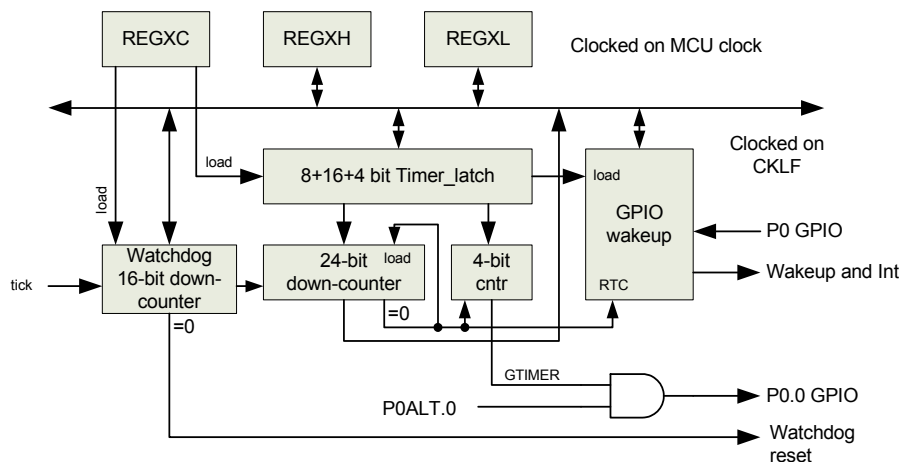 REGXC
REGXH
REGXL
Clocked on MCU clock
Clocked on
CKLF
load
8+16+4 bit Timer_latch
load
load
GPIO
wakeup
RTC
P0 GPIO
Wakeup and Int
tick
Watchdog
16-bit down-
counter
=0
24-bit
down-counter
load
=0
4-bit
cntr
GTIMER
P0ALT.0
P0.0 GPIO
Watchdog
reset